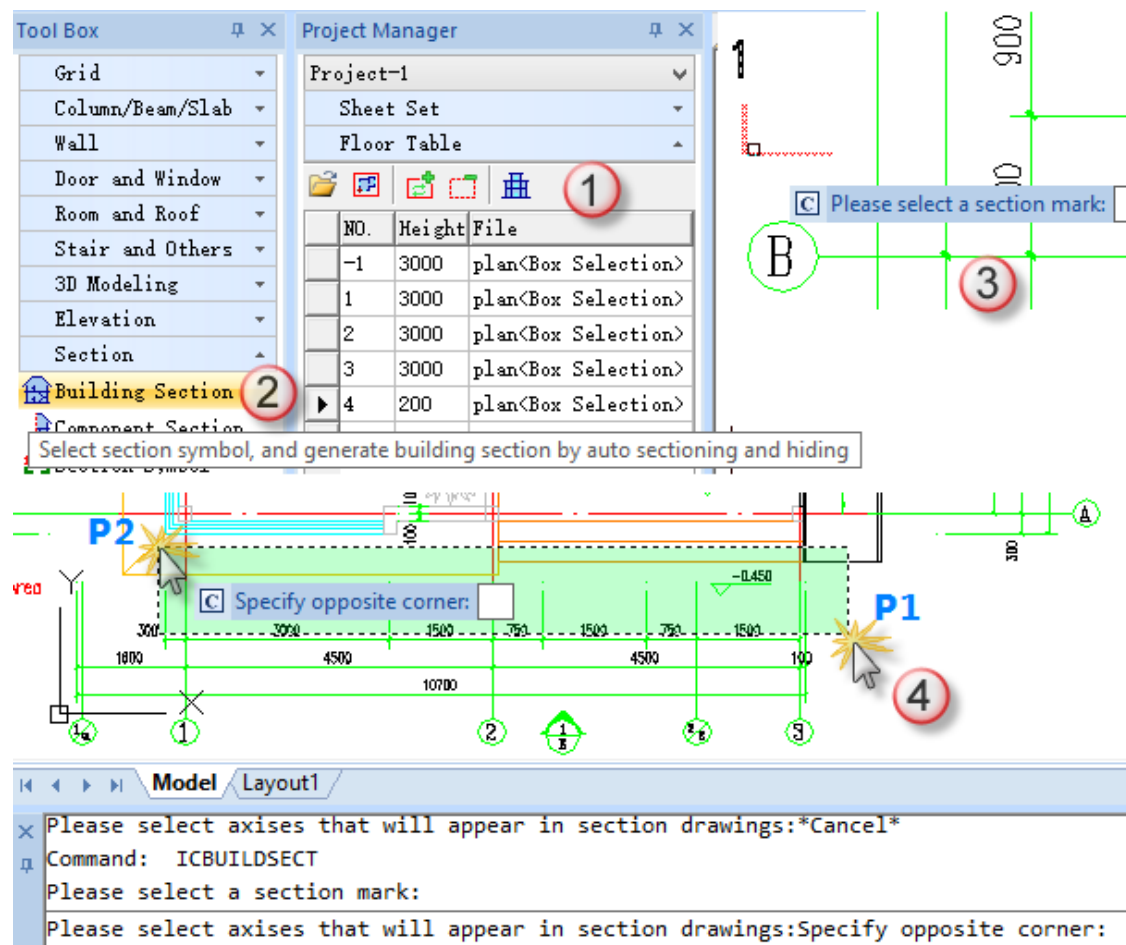 Tool Box
Project Manager
Grid
Column/Beam/Slab
Wall
Door and Window
Room and Roof
Stair and Others
3D Modeling
Elevation
Section
Building Section
Component Section
2
Project-1
Sheet Set
Floor Table
1
NO. Height File
-1 3000 plan<Box Selection>
1 3000 plan<Box Selection>
2 3000 plan<Box Selection>
3 3000 plan<Box Selection>
4 200 plan<Box Selection>
Select section symbol, and generate building section by auto sectioning and hiding
1
900
C Please select a section mark:
B
3
P2
A
Y
C Specify opposite corner:
-0.450
P1
300 3000 1500 750 1500 750 1500
1800 4500 4500 100
10700
4
X
1 2 3
Model Layout1
Please select axises that will appear in section drawings:*Cancel*
Command: ICBUILDSECT
Please select a section mark:
Please select axises that will appear in section drawings:Specify opposite corner: